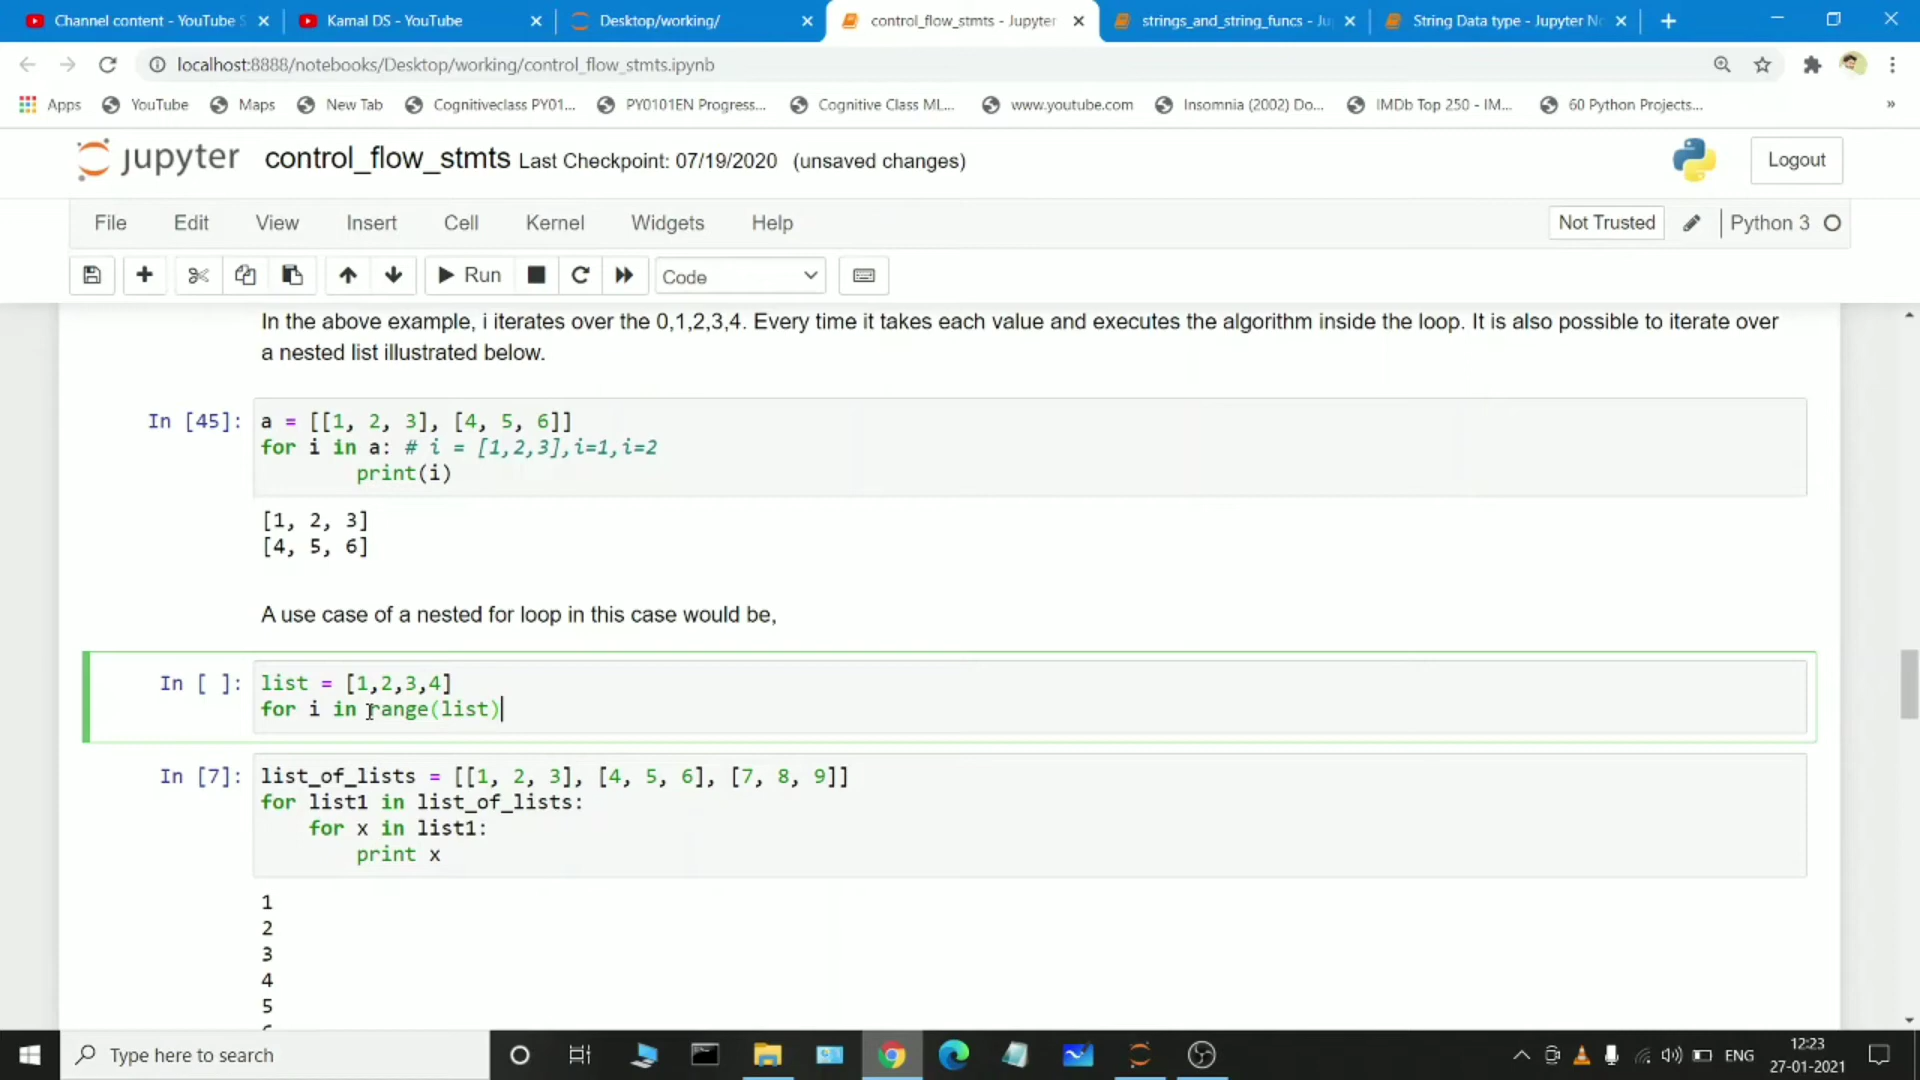 Channel content - YouTube S
Kamal DS - YouTube
Desktop/working/
control_flow_stmts - Jupyter
strings_and_string_funcs - Ju
String Data type - Jupyter No
localhost:8888/notebooks/Desktop/working/control_flow_stmts.ipynb
Apps
YouTube
Maps
New Tab
Cognitiveclass PY01...
PY0101EN Progress...
Cognitive Class ML...
www.youtube.com
Insomnia (2002) Do...
IMDb Top 250 - IM...
60 Python Projects...
»
jupyter control_flow_stmts Last Checkpoint: 07/19/2020 (unsaved changes)
Logout
File Edit View Insert Cell Kernel Widgets Help
Not Trusted
Python 3
Run
Code
In the above example, i iterates over the 0,1,2,3,4. Every time it takes each value and executes the algorithm inside the loop. It is also possible to iterate over
a nested list illustrated below.
In [45]: a = [[1, 2, 3], [4, 5, 6]]
for i in a: # i = [1,2,3],i=1,i=2
print(i)
[1, 2, 3]
[4, 5, 6]
A use case of a nested for loop in this case would be,
In [ ]: list = [1,2,3,4]
for i in range(list)
In [7]: list_of_lists = [[1, 2, 3], [4, 5, 6], [7, 8, 9]]
for list1 in list_of_lists:
for x in list1:
print x
1
2
3
4
5
Type here to search
ENG
12:23
27-01-2021